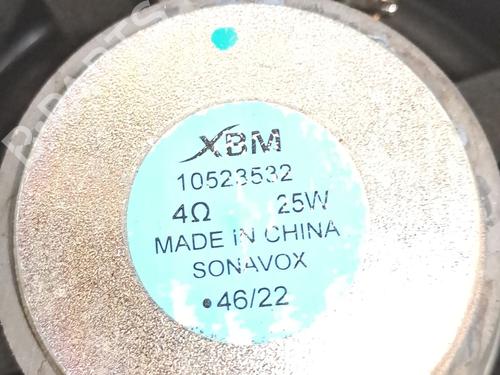 XBM
10523532
4Ω 25W
MADE iN CHINA
SONAVOX
•46/22